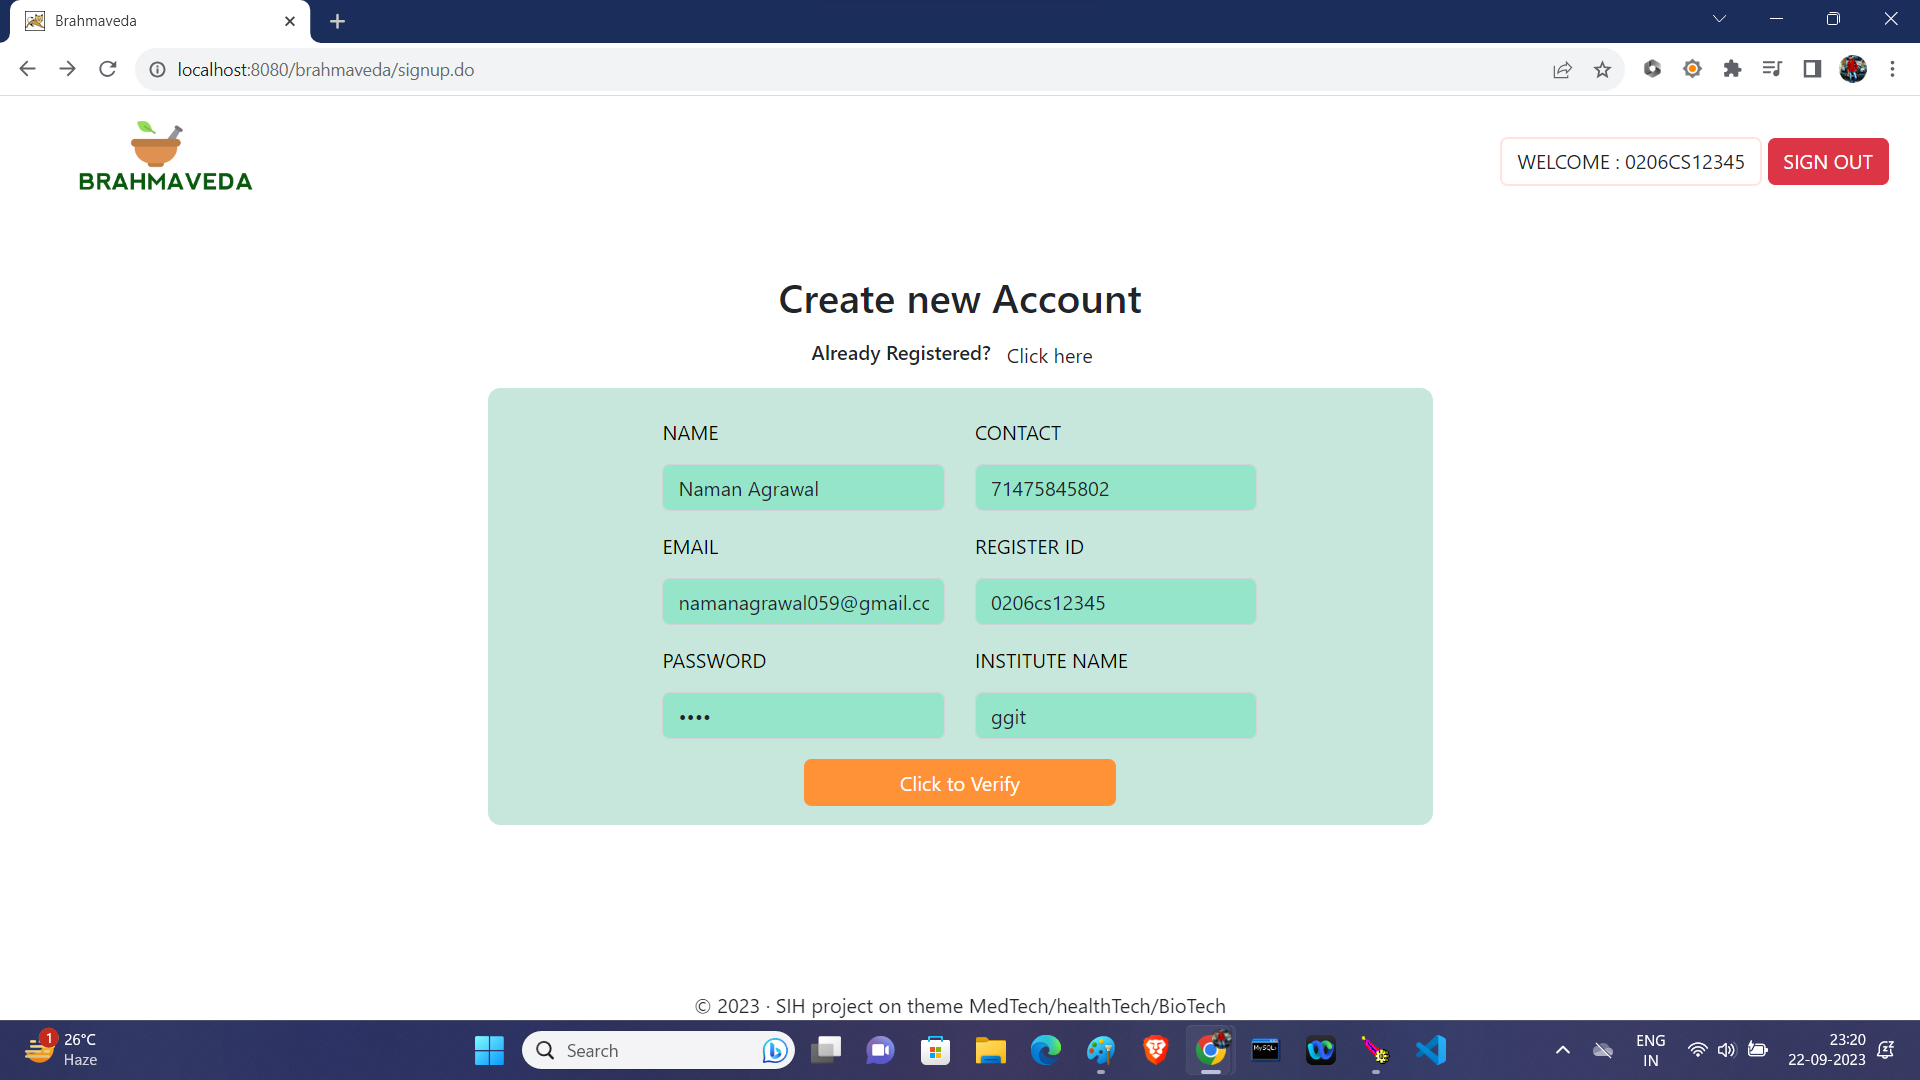 Brahmaveda
localhost:8080/brahmaveda/signup.do
BRAHMAVEDA
WELCOME : 0206CS12345
SIGN OUT
Create new Account
Already Registered? Click here
NAME
CONTACT
Naman Agrawal
71475845802
EMAIL
REGISTER ID
namanagrawal059@gmail.cc
0206cs12345
PASSWORD
INSTITUTE NAME
••••
ggit
Click to Verify
© 2023 · SIH project on theme MedTech/healthTech/BioTech
1
26°C
Haze
Search
MySQL
ENG
IN
23:20
22-09-2023